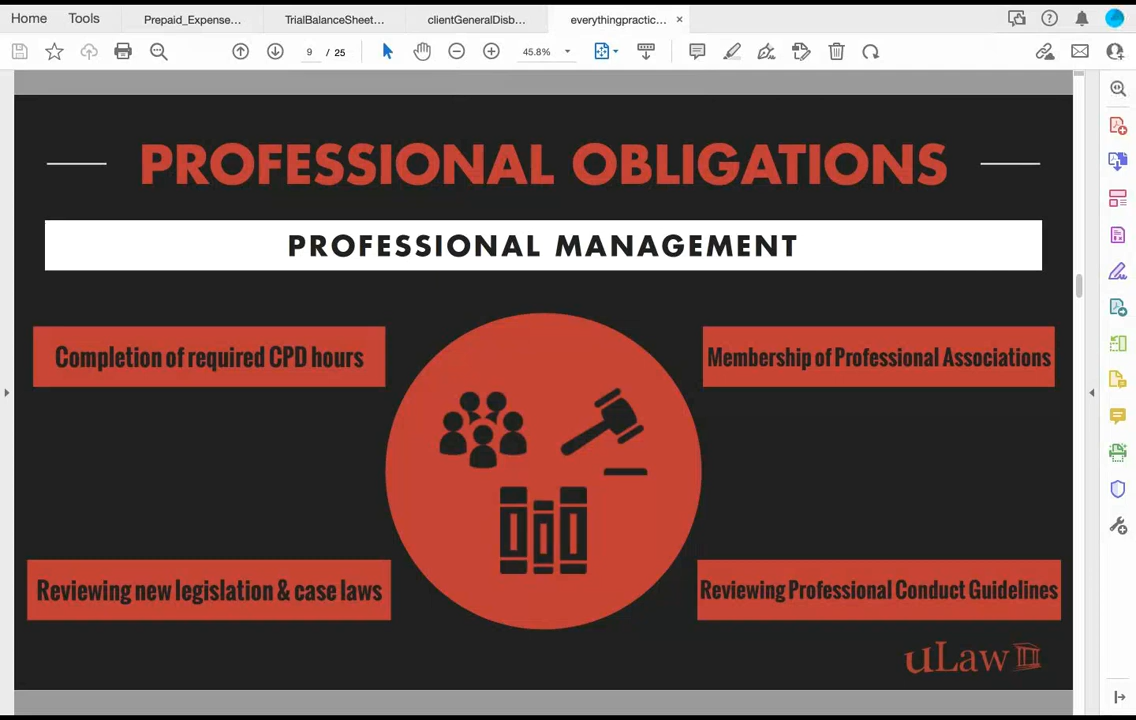 Home
Tools
Prepaid_Expense...
TrialBalanceSheet...
clientGeneralDisb...
everythingpractic...
9 / 25
45.8%
PROFESSIONAL OBLIGATIONS
PROFESSIONAL MANAGEMENT
Completion of required CPD hours
Membership of Professional Associations
Reviewing new legislation & case laws
Reviewing Professional Conduct Guidelines
uLaw